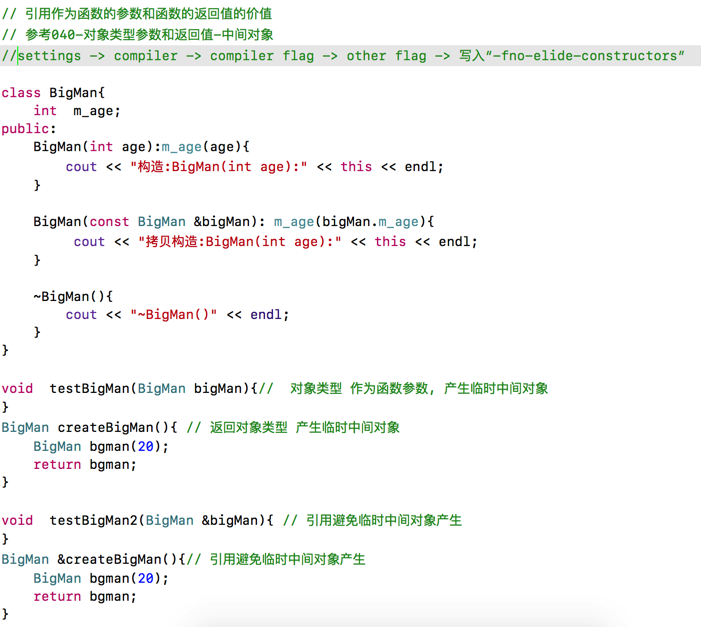 // 引用作为函数的参数和函数的返回值的价值
// 参考040-对象类型参数和返回值-中间对象
//settings -> compiler -> compiler flag -> other flag -> 写入“-fno-elide-constructors”
class BigMan{
    int  m_age;
public:
    BigMan(int age):m_age(age){
        cout << "构造:BigMan(int age):" << this << endl;
    }
    BigMan(const BigMan &bigMan): m_age(bigMan.m_age){
         cout << "拷贝构造:BigMan(int age):" << this << endl;
    }
    ~BigMan(){
        cout << "~BigMan()" << endl;
    }
}
void  testBigMan(BigMan bigMan){//  对象类型 作为函数参数, 产生临时中间对象
}
BigMan createBigMan(){ // 返回对象类型 产生临时中间对象
    BigMan bgman(20);
    return bgman;
}
void  testBigMan2(BigMan &bigMan){ // 引用避免临时中间对象产生
}
BigMan &createBigMan(){// 引用避免临时中间对象产生
    BigMan bgman(20);
    return bgman;
}